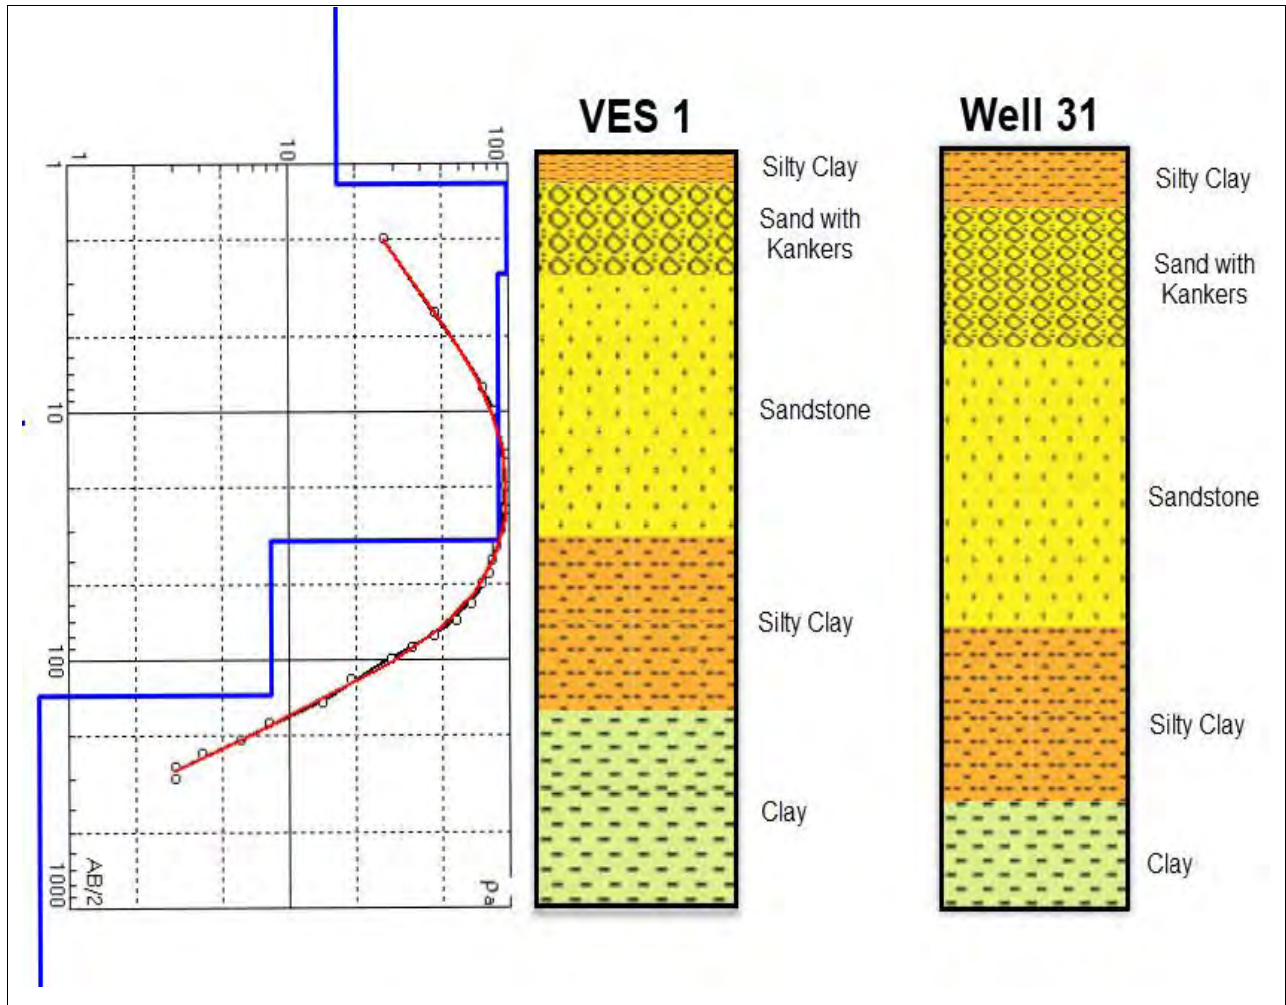 VES 1
Well 31
1
10
100
1
10
100
1000
AB/2
ρa
Silty Clay
Sand with
Kankers
Sandstone
Silty Clay
Clay
Silty Clay
Sand with
Kankers
Sandstone
Silty Clay
Clay